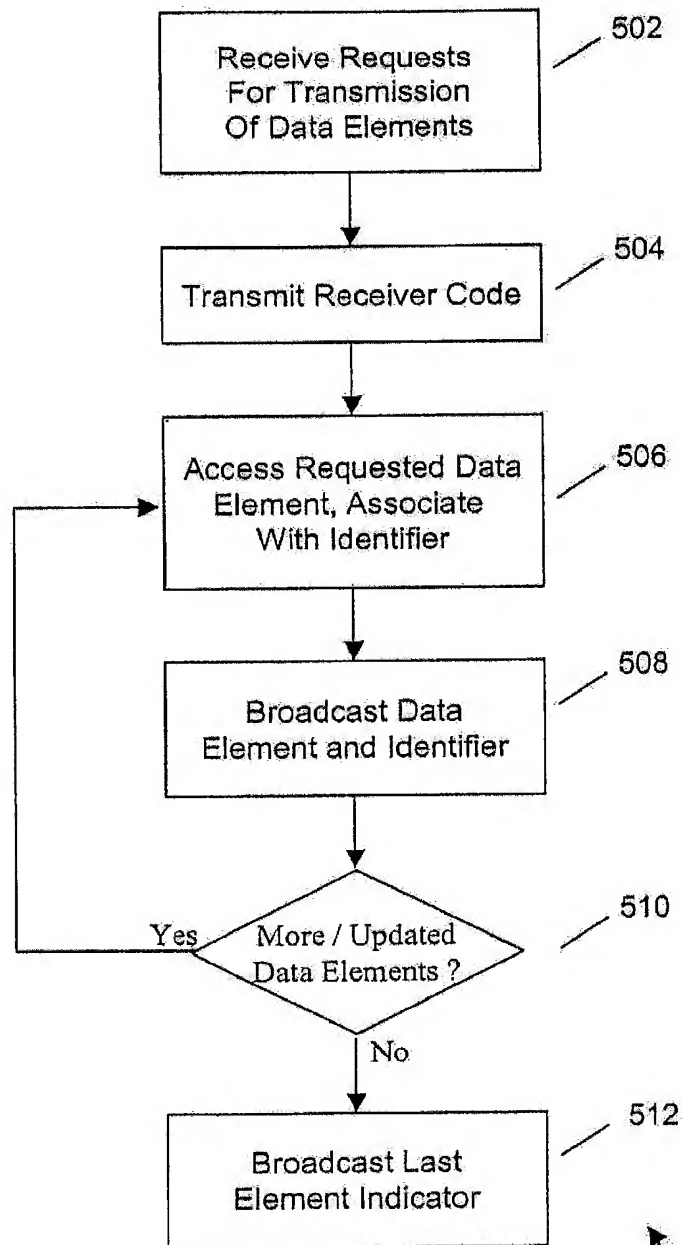 Receive Requests
For Transmission
Of Data Elements
502
Transmit Receiver Code
504
Access Requested Data
Element, Associate
With Identifier
506
Broadcast Data
Element and Identifier
508
Yes
More / Updated
Data Elements ?
510
No
Broadcast Last
Element Indicator
512